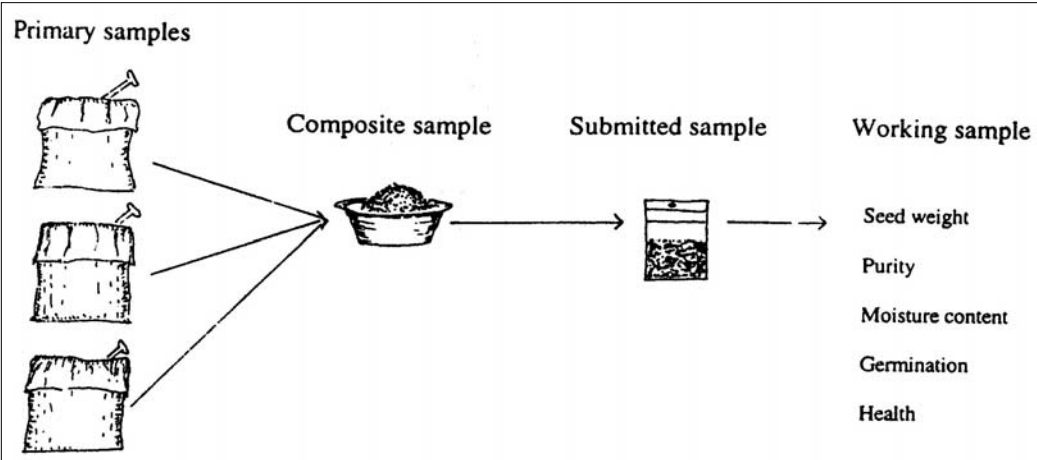 Primary samples
Composite sample
Submitted sample
Working sample
Seed weight
Purity
Moisture content
Germination
Health